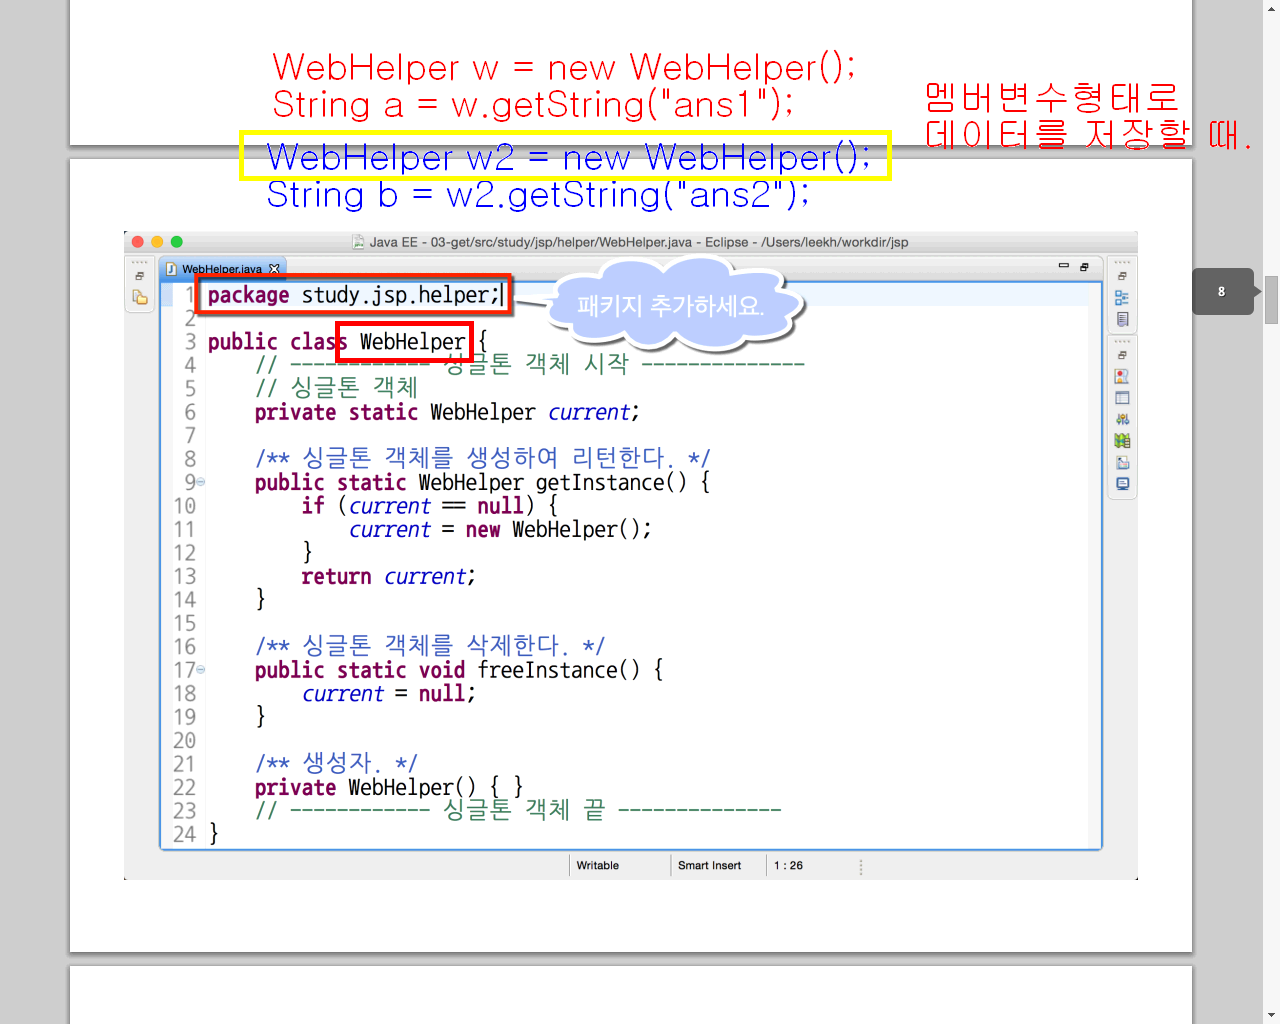 WebHelper w = new WebHelper();
String a = w.getString("ans1");
멤버변수형태로
데이터를 저장할 때.
WebHelper w2 = new WebHelper();
String b = w2.getString("ans2");
Java EE - 03-get/src/study/jsp/helper/WebHelper.java - Eclipse - /Users/leekh/workdir/jsp
WebHelper.java
1 package study.jsp.helper;
패키지 추가하세요.
2
3 public class WebHelper {
4 // ------------ 싱글톤 객체 시작 --------------
5 // 싱글톤 객체
6 private static WebHelper current;
7
8 /** 싱글톤 객체를 생성하여 리턴한다. */
9 public static WebHelper getInstance() {
10 if (current == null) {
11 current = new WebHelper();
12 }
13 return current;
14 }
15
16 /** 싱글톤 객체를 삭제한다. */
17 public static void freeInstance() {
18 current = null;
19 }
20
21 /** 생성자. */
22 private WebHelper() { }
23 // ------------ 싱글톤 객체 끝 --------------
24 }
Writable
Smart Insert
1 : 26
8